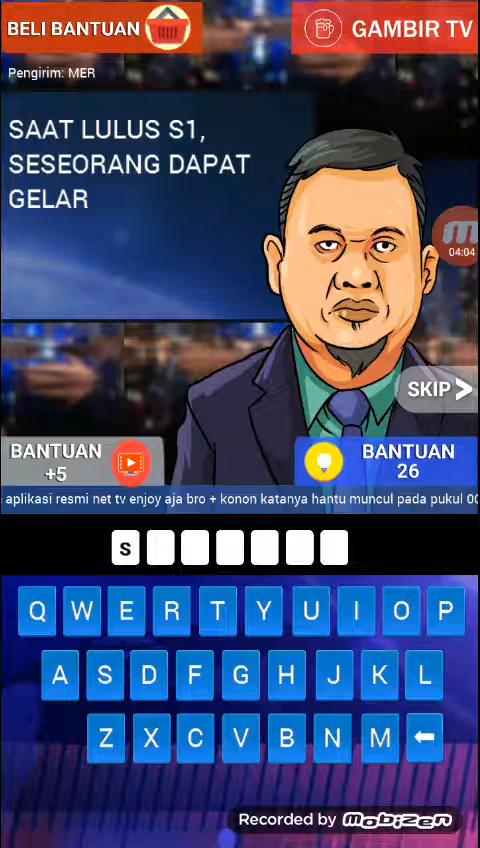 BELI BANTUAN
GAMBIR TV
Pengirim: MER
SAAT LULUS S1,
SESEORANG DAPAT
GELAR
04:04
SKIP
BANTUAN
+5
BANTUAN
26
aplikasi resmi net tv enjoy aja bro + konon katanya hantu muncul pada pukul 00
S
Q W E R T Y U I O P
A S D F G H J K L
Z X C V B N M
Recorded by mobizen